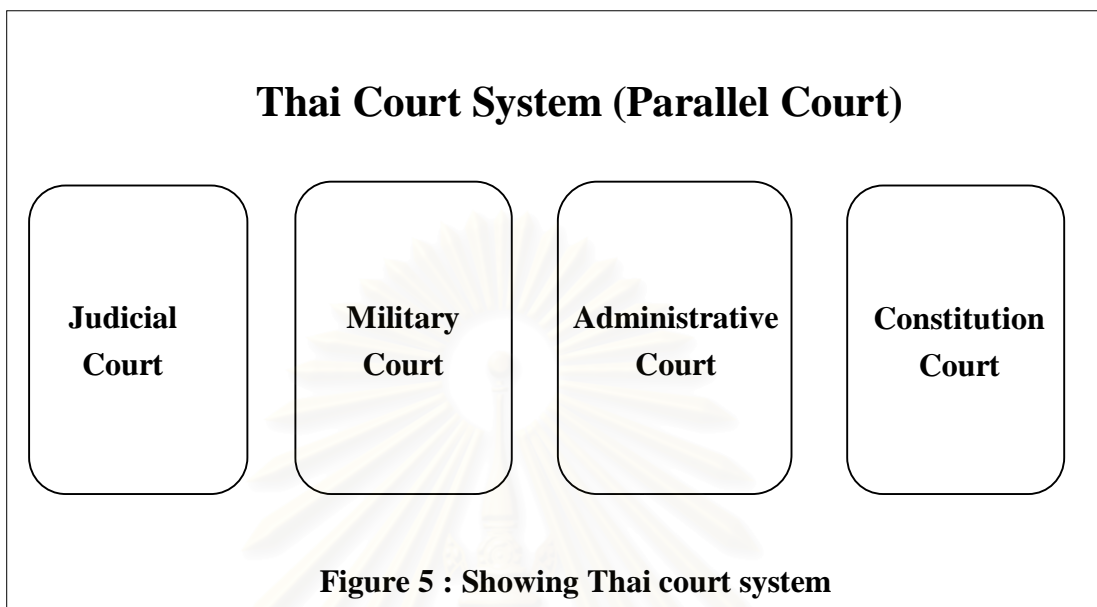 Thai Court System (Parallel Court)
Judicial
Court
Military
Court
Administrative
Court
Constitution
Court
Figure 5 : Showing Thai court system